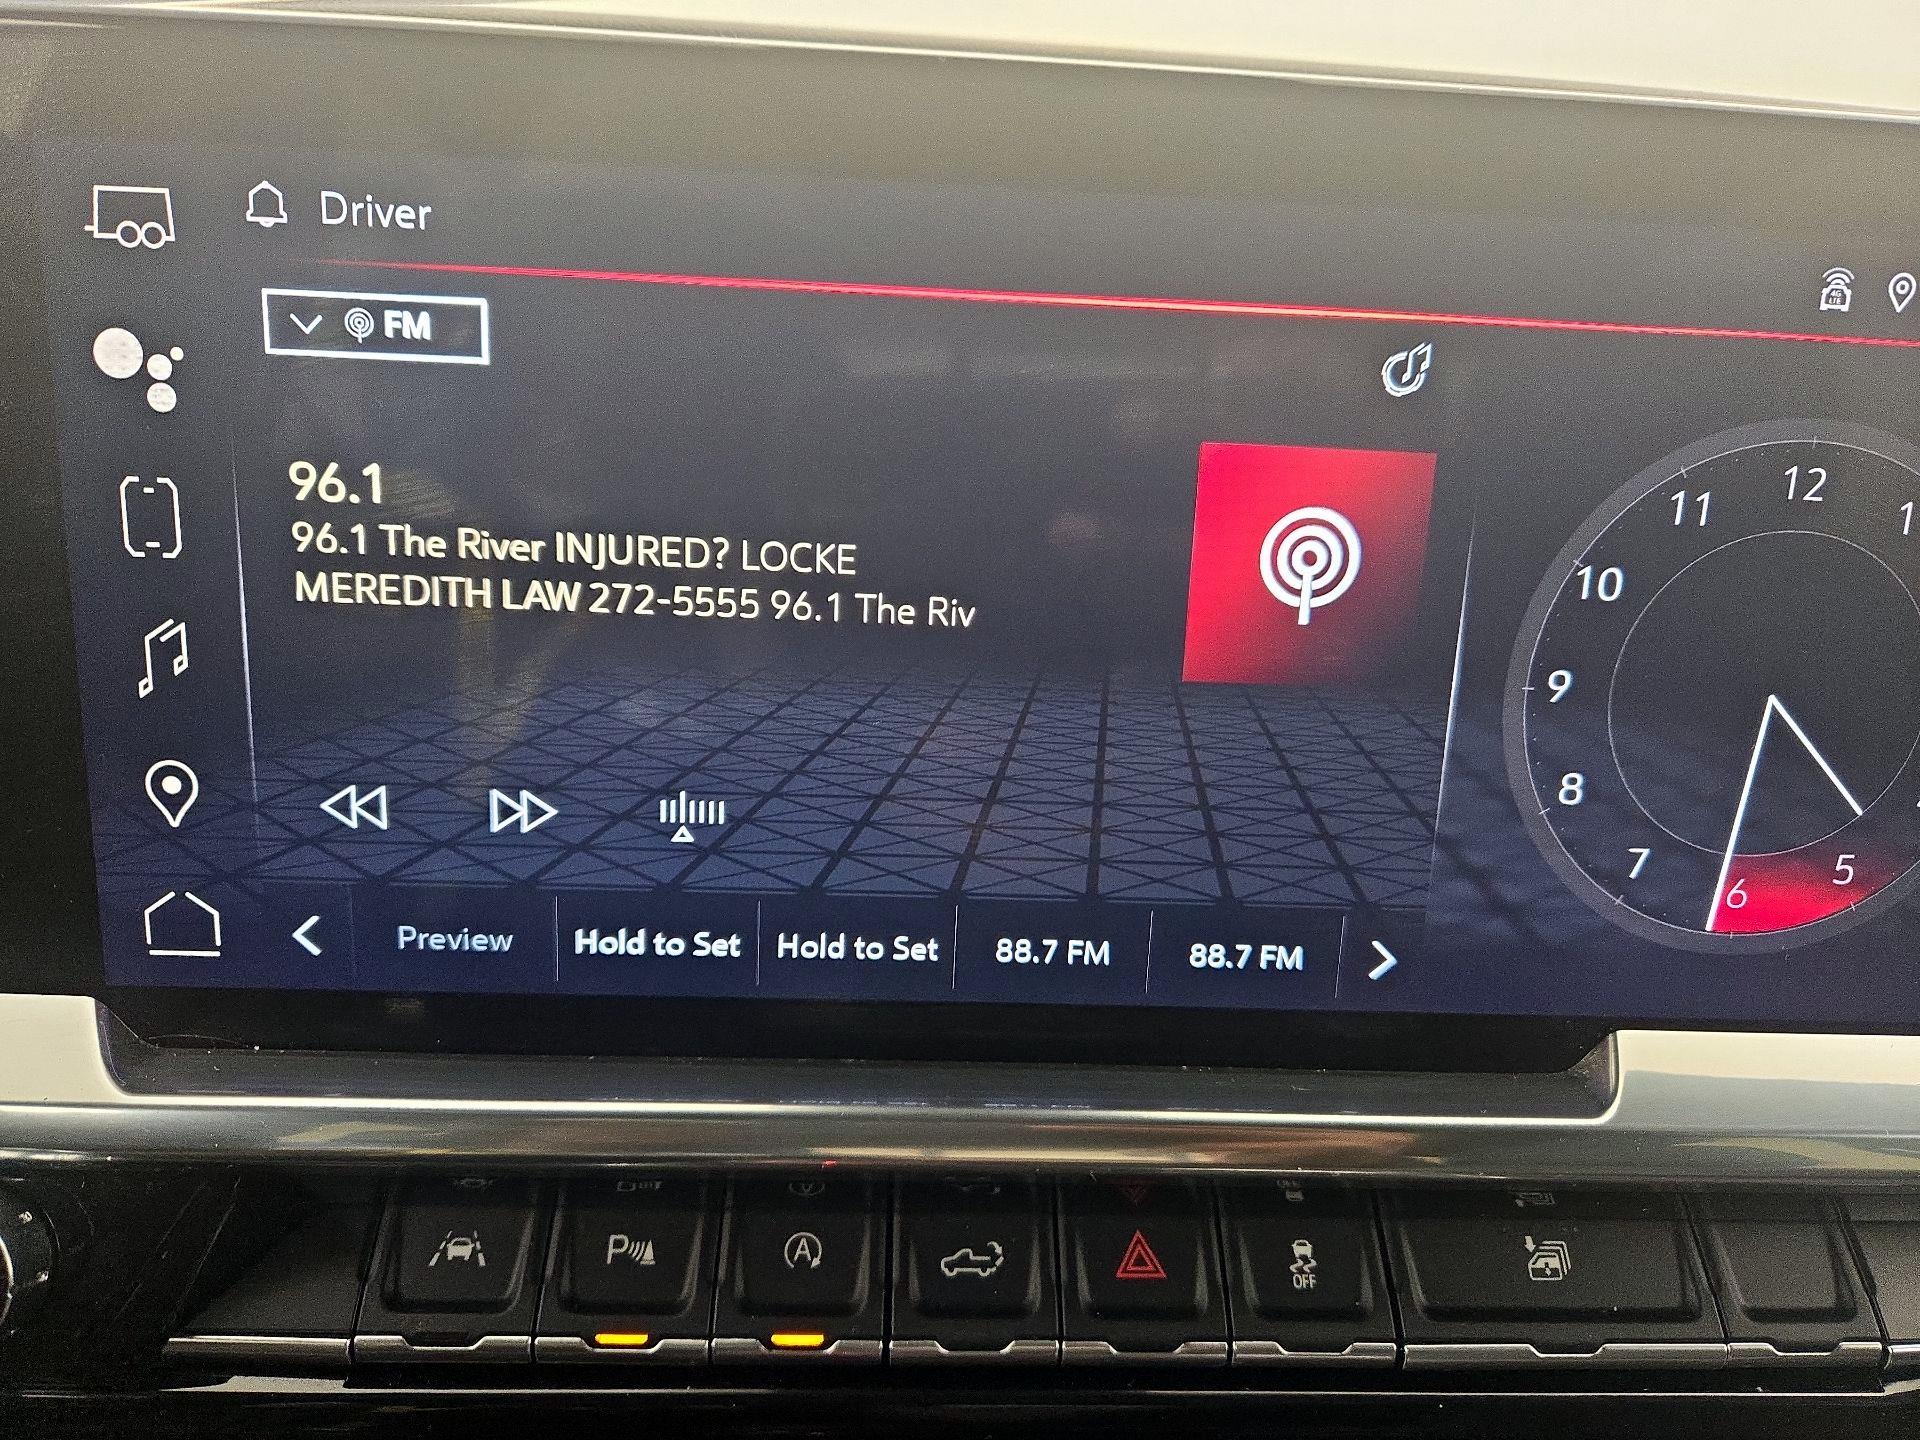 Driver
FM
4G
LTE
96.1
96.1 The River INJURED? LOCKE
MEREDITH LAW 272-5555 96.1 The Riv
12
11
10
9
8
7
6
5
Preview
Hold to Set
Hold to Set
88.7 FM
88.7 FM
P
A
OFF